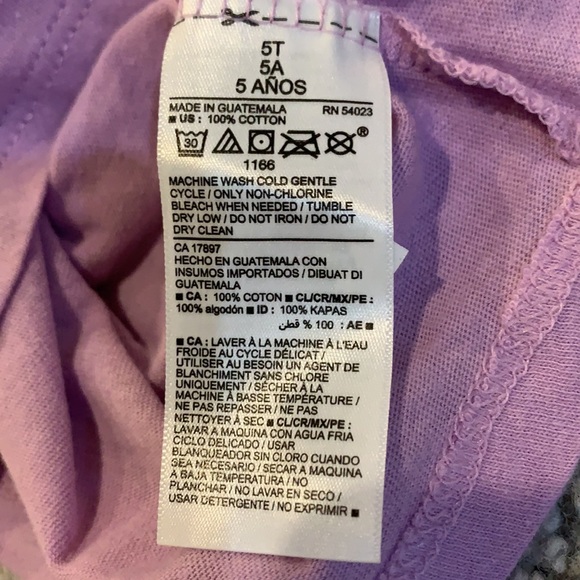 5T
5A
5 AÑOS
MADE IN GUATEMALA RN 54023
■ US : 100% COTTON
30 ®
1166
MACHINE WASH COLD GENTLE
CYCLE / ONLY NON-CHLORINE
BLEACH WHEN NEEDED / TUMBLE
DRY LOW / DO NOT IRON / DO NOT
DRY CLEAN
CA 17897
HECHO EN GUATEMALA CON
INSUMOS IMPORTADOS / DIBUAT DI
GUATEMALA
■ CA : 100% COTON ■ CL/CR/MX/PE :
100% algodón ■ ID : 100% KAPAS
■ AE : 100 % قطن
■ CA : LAVER À LA MACHINE À L'EAU
FROIDE AU CYCLE DÉLICAT /
UTILISER AU BESOIN UN AGENT DE
BLANCHIMENT SANS CHLORE
UNIQUEMENT / SÉCHER À LA
MACHINE À BASSE TEMPÉRATURE /
NE PAS REPASSER / NE PAS
NETTOYER À SEC ■ CL/CR/MX/PE :
LAVAR A MAQUINA CON AGUA FRIA
CICLO DELICADO / USAR
BLANQUEADOR SIN CLORO CUANDO
SEA NECESARIO / SECAR A MAQUINA
A BAJA TEMPERATURA / NO
PLANCHAR / NO LAVAR EN SECO /
USAR DETERGENTE / NO EXPRIMIR ■